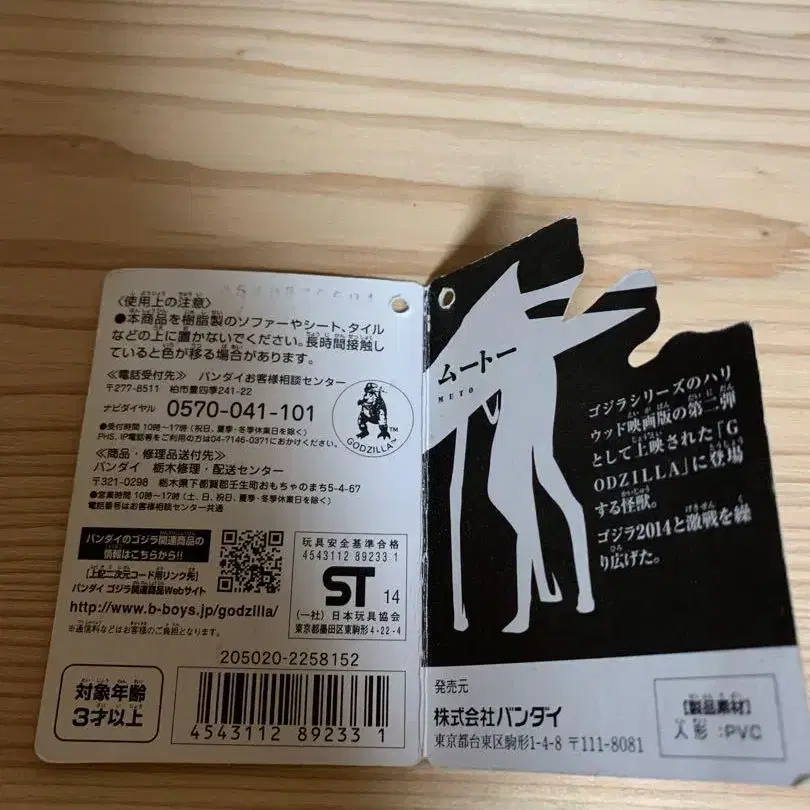 〈使用上の注意〉
●本商品を樹脂製のソファーやシート、タイル
などの上に置かないでください。長時間接触し
ていると色が移る場合があります。
≪電話受付先≫ バンダイお客様相談センター
〒277-8511 柏市豊四季241-22
ナビダイヤル 0570-041-101
●受付時間 10時〜17時(祝日、夏季・冬季休業日を除く)
PHS、IP電話等をご利用の方は04-7146-0371におかけください。
≪商品・修理品送付先≫
バンダイ 栃木修理・配送センター
〒321-0298 栃木県下都賀郡壬生町おもちゃのまち5-4-67
●営業時間 10時〜17時(土、日、祝日、夏季・冬季休業日を除く)
電話番号はお客様センター共通
GODZILLA™
バンダイのゴジラ関連商品の
情報はこちらから!!
[上記二次元コード用リンク先]
バンダイ ゴジラ関連商品Webサイト
http://www.b-boys.jp/godzilla/
※通信料などはお客様のご負担となります。
玩具安全基準合格
4543112 89233 1
ST 14
(一社)日本玩具協会
東京都墨田区東駒形4-22-4
205020-2258152
対象年齢
3才以上
4543112 892331
ムートー
MUTO
ゴジラシリーズのハリ
ウッド映画版の第二弾
として上映された「G
ODZILLA」に登場
する怪獣。
ゴジラ2014と激戦を繰
り広げた。
発売元
株式会社バンダイ
東京都台東区駒形1-4-8 〒111-8081
[製品素材]
人形:PVC